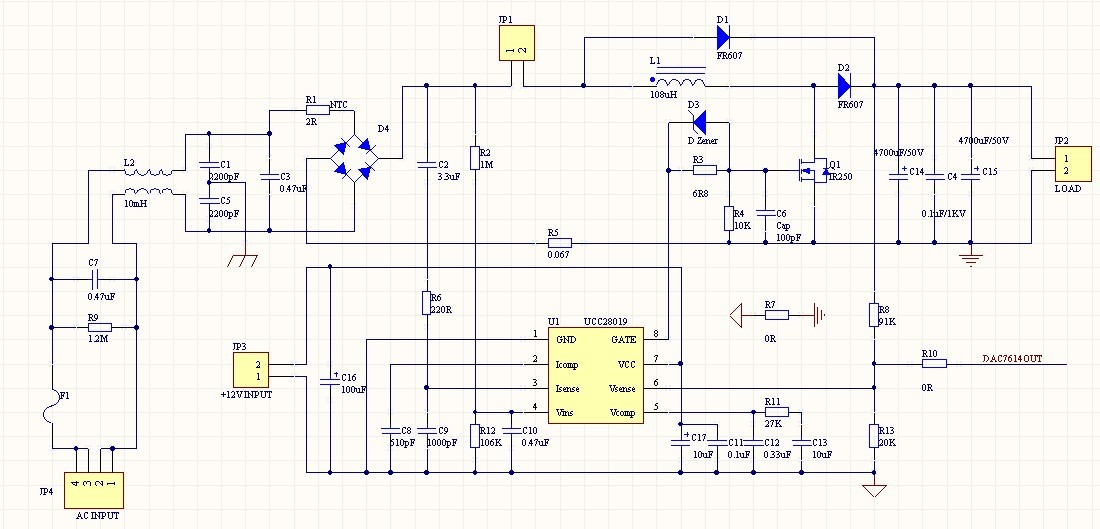 JP1
1 2
D1
FR607
L1
108uH
D2
FR607
R1
NTC
2R
D4
D3
D Zener
C2
3.3uF
R2
1M
L2
10mH
C1
2200pF
C5
2200pF
C3
0.47uF
R3
6R8
Q1
IR250
R4
10K
C6
Cap
100pF
4700uF/50V
C14
C4
0.1uF/1KV
4700uF/50V
C15
JP2
1
2
LOAD
R5
0.067
C7
0.47uF
R9
1.2M
R6
220R
R7
0R
R8
91K
U1
UCC28019
1
GND
GATE
8
2
Icomp
VCC
7
3
Isense
Vsense
6
4
Vins
Vcomp
5
JP3
2
1
+12V INPUT
C16
100uF
R10
0R
DAC7614 OUT
F1
C8
510pF
C9
1000pF
R12
106K
C10
0.47uF
R11
27K
C17
10uF
C11
0.1uF
C12
0.33uF
C13
10uF
R13
20K
JP4
4 3 2 1
AC INPUT